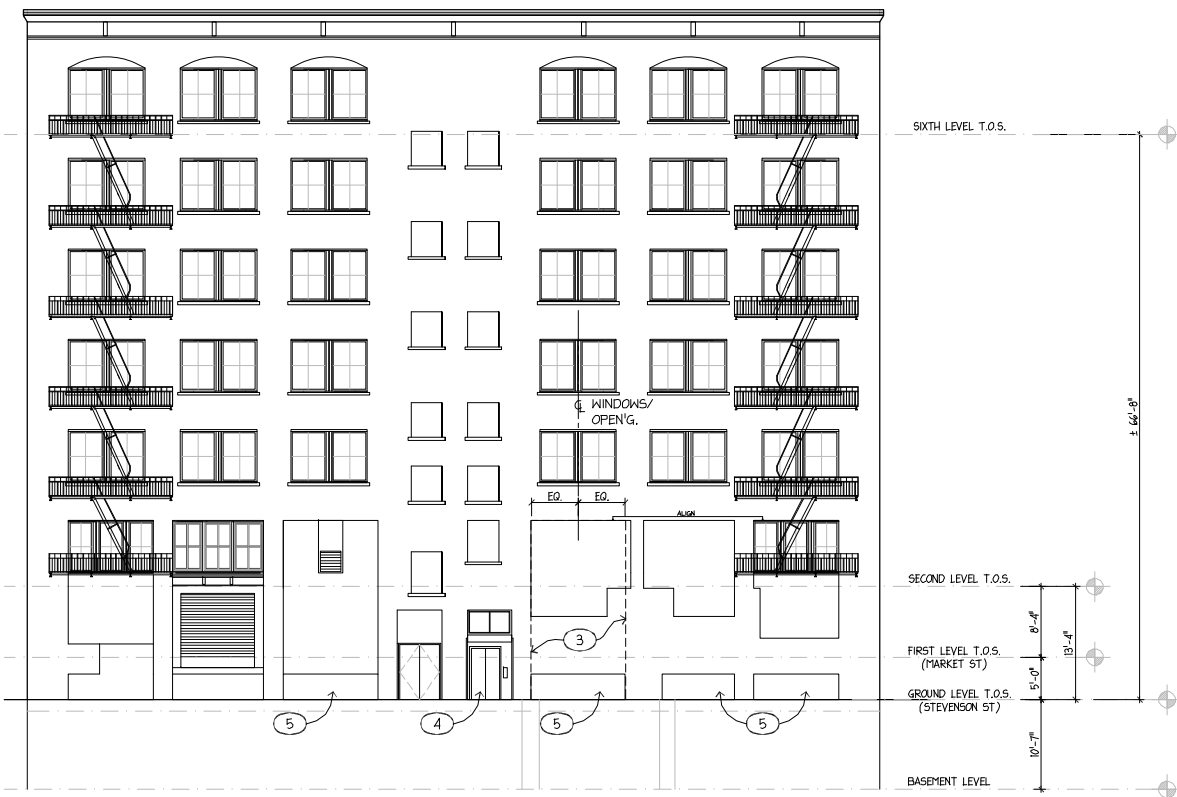 SIXTH LEVEL T.O.S.
± 66'-8"
℄ WINDOWS/
OPEN'G.
EQ. EQ.
ALIGN
SECOND LEVEL T.O.S.
8'-4"
13'-4"
3
FIRST LEVEL T.O.S.
(MARKET ST)
5'-0"
GROUND LEVEL T.O.S.
(STEVENSON ST)
5 4 5 5
10'-7"
BASEMENT LEVEL